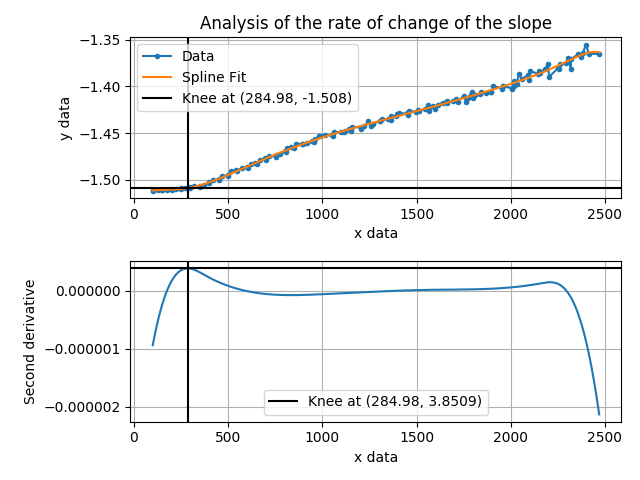 Analysis of the rate of change of the slope
−1.35
−1.40
−1.45
−1.50
y data
Data
Spline Fit
Knee at (284.98, -1.508)
0 500 1000 1500 2000 2500
x data
0.000000
−0.000001
−0.000002
Second derivative
Knee at (284.98, 3.8509)
0 500 1000 1500 2000 2500
x data